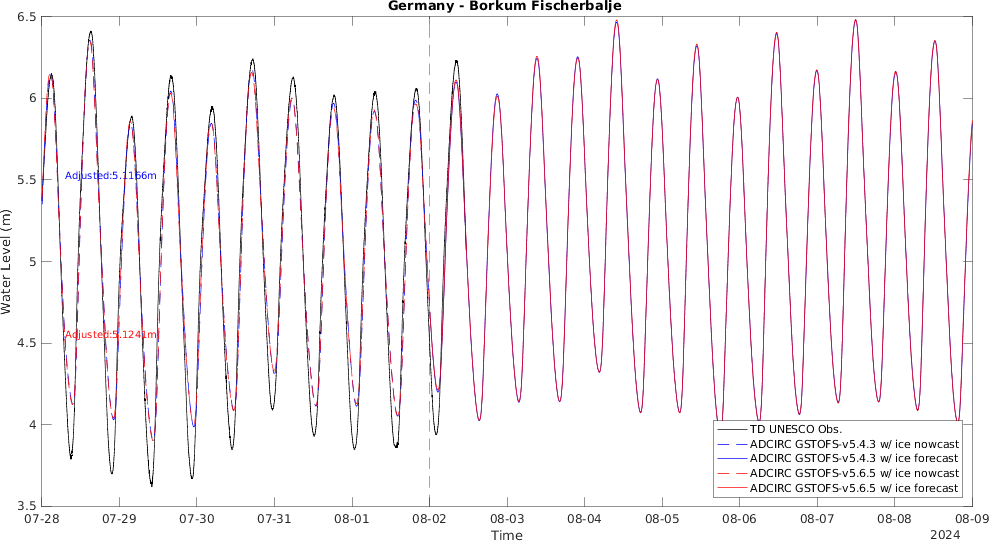 Germany - Borkum Fischerbalje
6.5
6
5.5
5
4.5
4
3.5
Water Level (m)
Adjusted:5.1166m
Adjusted:5.1241m
TD UNESCO Obs.
ADCIRC GSTOFS-v5.4.3 w/ ice nowcast
ADCIRC GSTOFS-v5.4.3 w/ ice forecast
ADCIRC GSTOFS-v5.6.5 w/ ice nowcast
ADCIRC GSTOFS-v5.6.5 w/ ice forecast
07-28 07-29 07-30 07-31 08-01 08-02 08-03 08-04 08-05 08-06 08-07 08-08 08-09
Time
2024